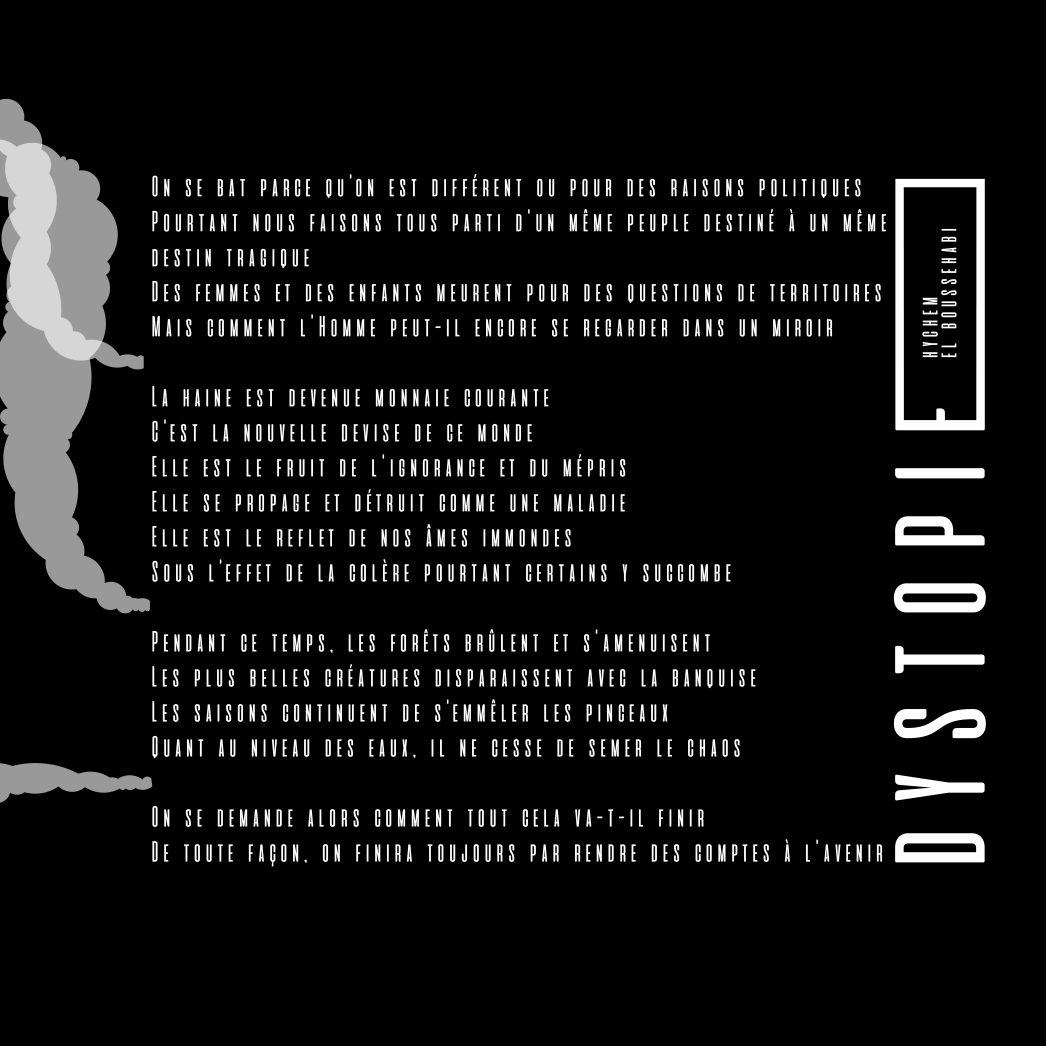 On se bat parce qu'on est différent ou pour des raisons politiques
Pourtant nous faisons tous parti d'un même peuple destiné à un même
destin tragique
Des femmes et des enfants meurent pour des questions de territoires
Mais comment l'Homme peut-il encore se regarder dans un miroir
La haine est devenue monnaie courante
C'est la nouvelle devise de ce monde
Elle est le fruit de l'ignorance et du mépris
Elle se propage et détruit comme une maladie
Elle est le reflet de nos âmes immondes
Sous l'effet de la colère pourtant certains y succombe
Pendant ce temps, les forêts brûlent et s'amenuisent
Les plus belles créatures disparaissent avec la banquise
Les saisons continuent de s'emmêler les pinceaux
Quant au niveau des eaux, il ne cesse de semer le chaos
On se demande alors comment tout cela va-t-il finir
De toute façon, on finira toujours par rendre des comptes à l'avenir
DYSTOPIE
HYCHEM
EL BOUSSEHABI